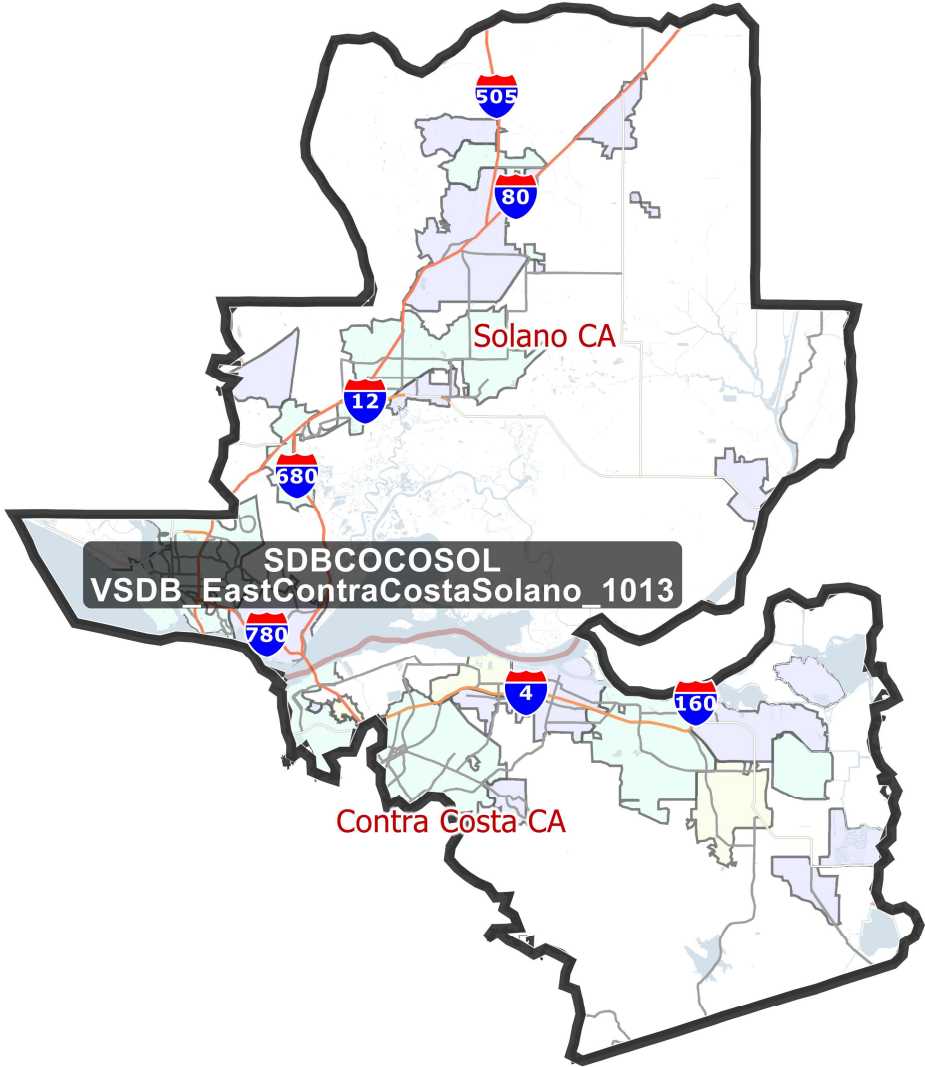 505
80
Solano CA
12
680
SDBCOCOSOL
VSDB_EastContraCostaSolano_1013
780
4
160
Contra Costa CA